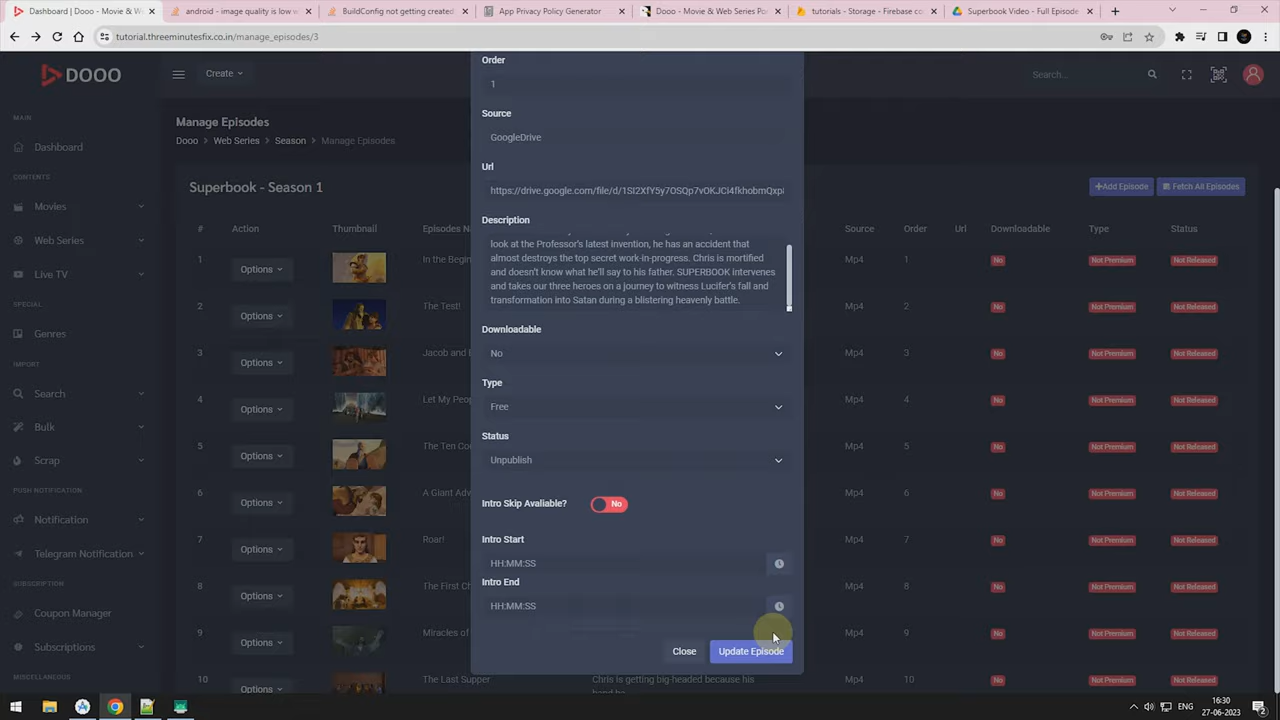 Dashboard | Dooo - Movie & W
android - image quality is low w
BuildConfig not getting created
App Privacy Policy Generator
Dooo - Movie & Web Series Po
tutorials - Storage - Firebase co
Superbook Video - Full Episode
tutorial.threeminutesfix.co.in/manage_episodes/3
DOOO
Create
Search...
MAIN
Dashboard
CONTENTS
Movies
Web Series
Live TV
SPECIAL
Genres
IMPORT
Search
Bulk
Scrap
PUSH NOTIFICATION
Notification
Telegram Notification
SUBSCRIPTION
Coupon Manager
Subscriptions
MISCELLANEOUS
Manage Episodes
Dooo > Web Series > Season > Manage Episodes
Superbook - Season 1
+Add Episode
Fetch All Episodes
# Action Thumbnail Episodes N Source Order Url Downloadable Type Status
1 Options In the Begin Mp4 1 No Not Premium Not Released
2 Options The Test! Mp4 2 No Not Premium Not Released
3 Options Jacob and E Mp4 3 No Not Premium Not Released
4 Options Let My Peop Mp4 4 No Not Premium Not Released
5 Options The Ten Co Mp4 5 No Not Premium Not Released
6 Options A Giant Adv Mp4 6 No Not Premium Not Released
7 Options Roar! Mp4 7 No Not Premium Not Released
8 Options The First Ch Mp4 8 No Not Premium Not Released
9 Options Miracles of Mp4 9 No Not Premium Not Released
10 Options The Last Supper Chris is getting big-headed because his Mp4 10 No Not Premium Not Released
Order
1
Source
GoogleDrive
Url
Description
look at the Professor's latest invention, he has an accident that
almost destroys the top secret work-in-progress. Chris is mortified
and doesn't know what he'll say to his father. SUPERBOOK intervenes
and takes our three heroes on a journey to witness Lucifer's fall and
transformation into Satan during a blistering heavenly battle.
Downloadable
No
Type
Free
Status
Unpublish
Intro Skip Avaliable?
No
Intro Start
HH:MM:SS
Intro End
HH:MM:SS
Close
Update Episode
ENG
16:30
27-06-2023